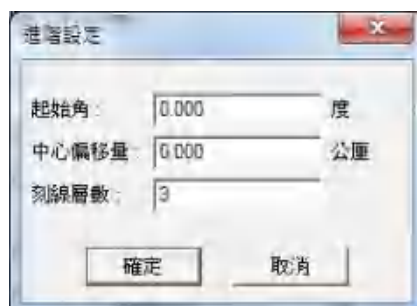 進階設定
起始角： 0.000 度
中心偏移量： 0.000 公厘
刻線層數： 3
確定 取消